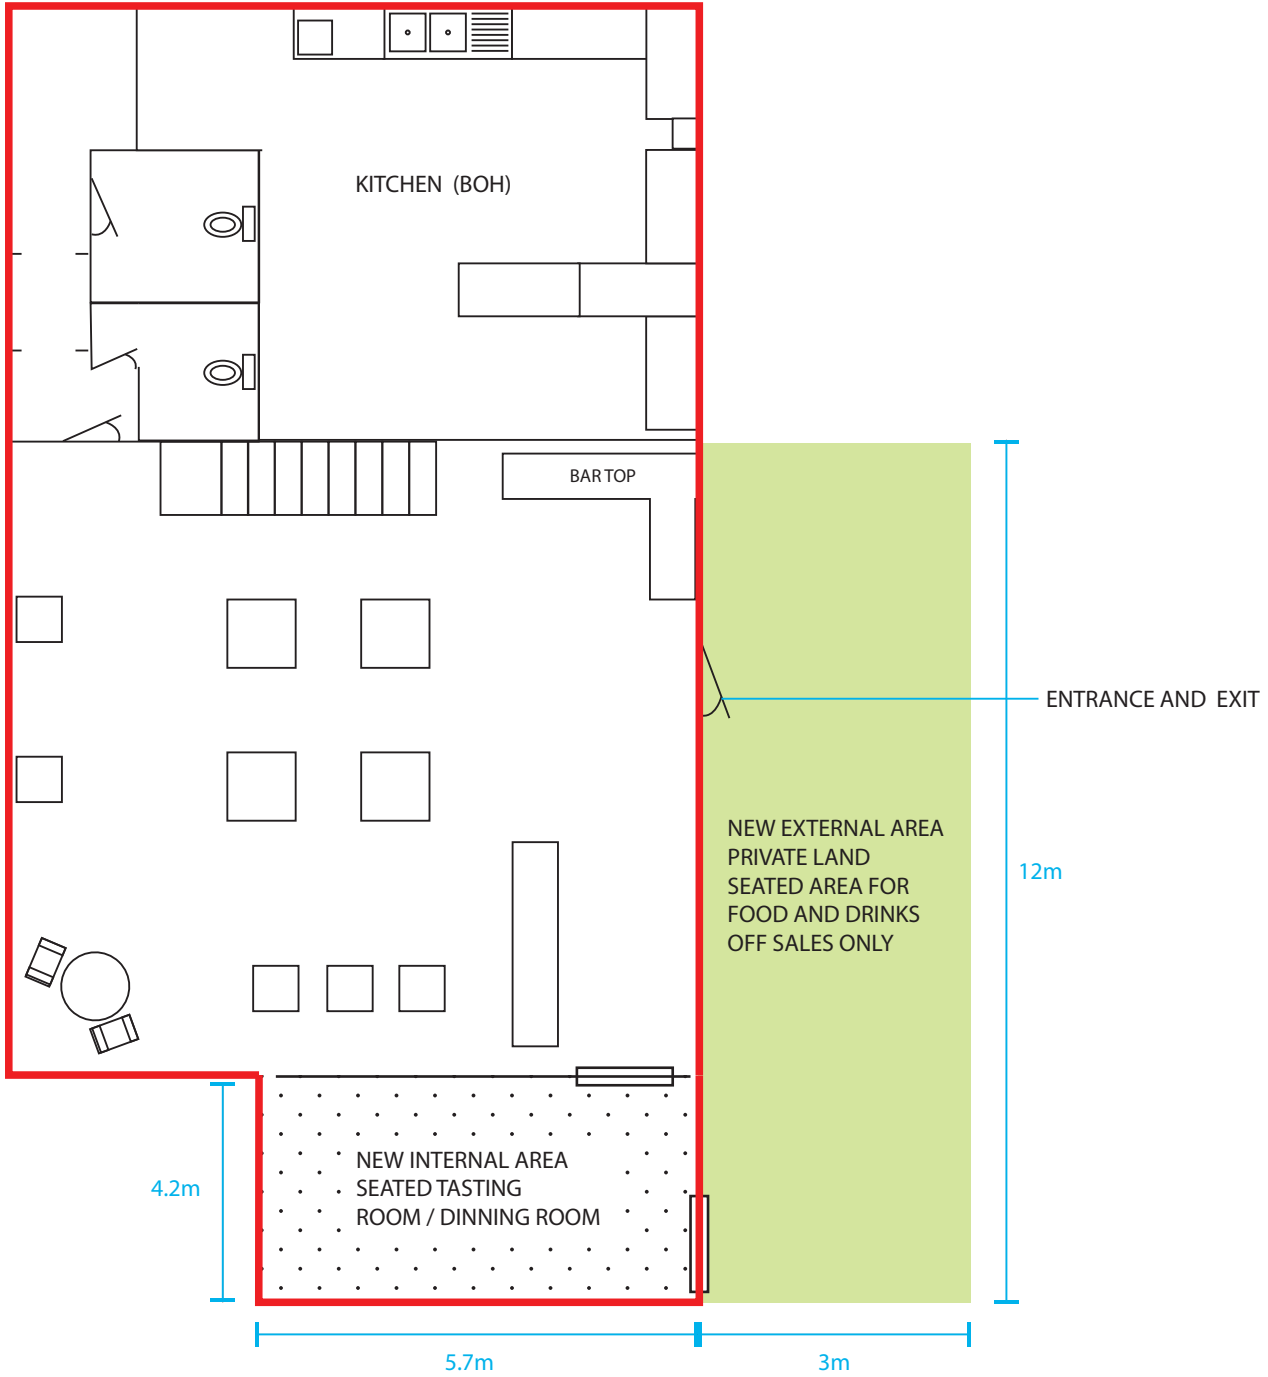 KITCHEN (BOH)
BAR TOP
ENTRANCE AND EXIT
NEW EXTERNAL AREA
PRIVATE LAND
SEATED AREA FOR
FOOD AND DRINKS
OFF SALES ONLY
12m
NEW INTERNAL AREA
SEATED TASTING
ROOM / DINNING ROOM
4.2m
5.7m
3m